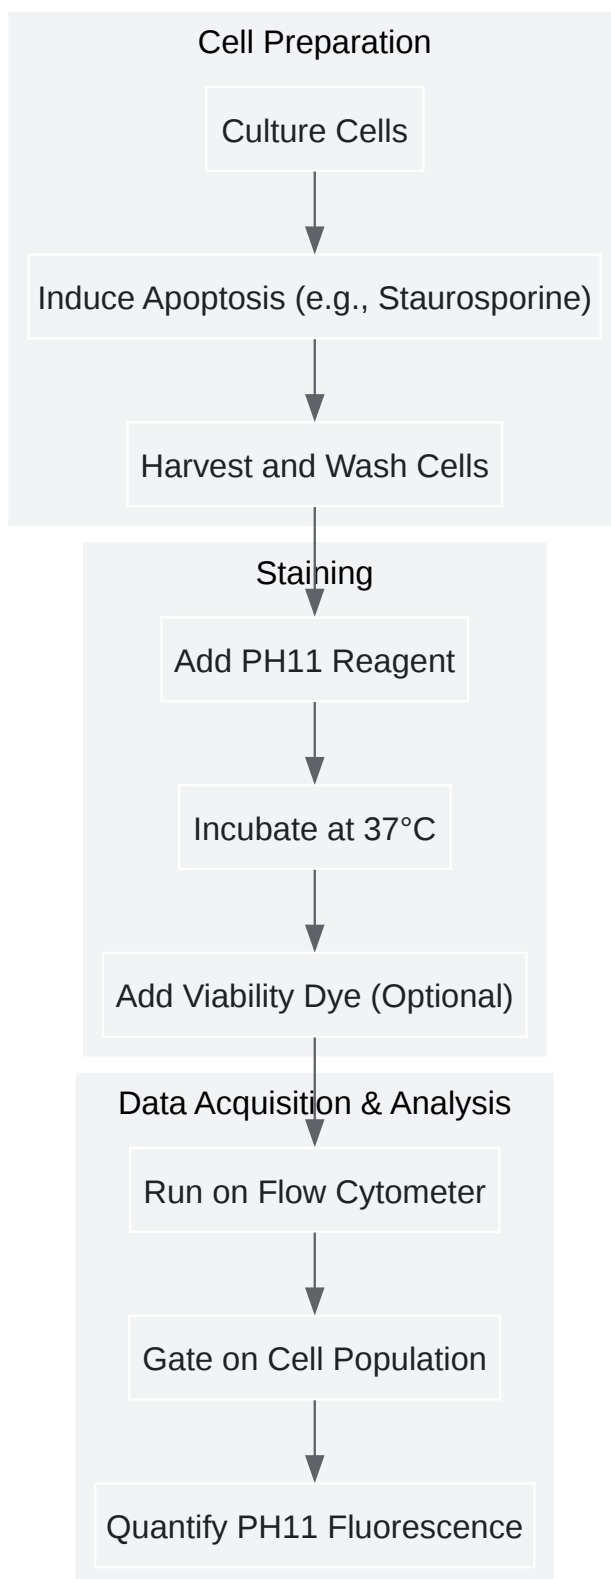 Cell Preparation
Culture Cells
Induce Apoptosis (e.g., Staurosporine)
Harvest and Wash Cells
Staining
Add PH11 Reagent
Incubate at 37°C
Add Viability Dye (Optional)
Data Acquisition & Analysis
Run on Flow Cytometer
Gate on Cell Population
Quantify PH11 Fluorescence